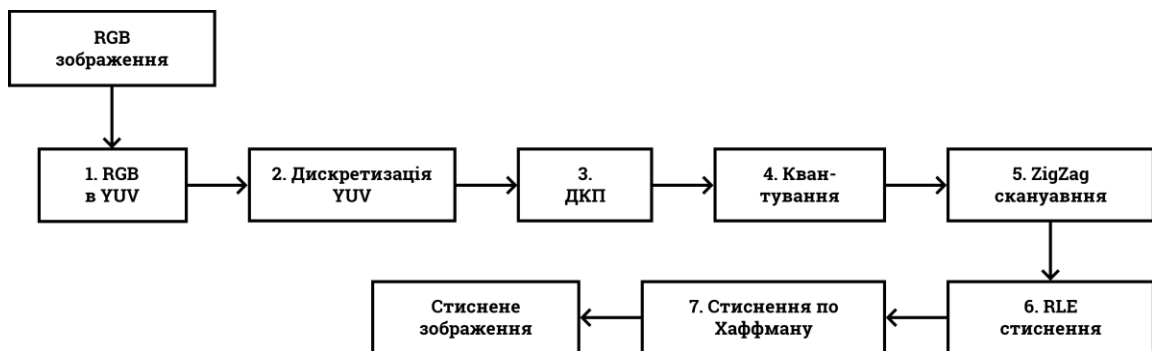 RGB
зображення
1. RGB
в YUV
2. Дискретизація
YUV
3.
ДКП
4. Кван-
тування
5. ZigZag
скануавння
6. RLE
стиснення
7. Стиснення по
Хаффману
Стиснене
зображення